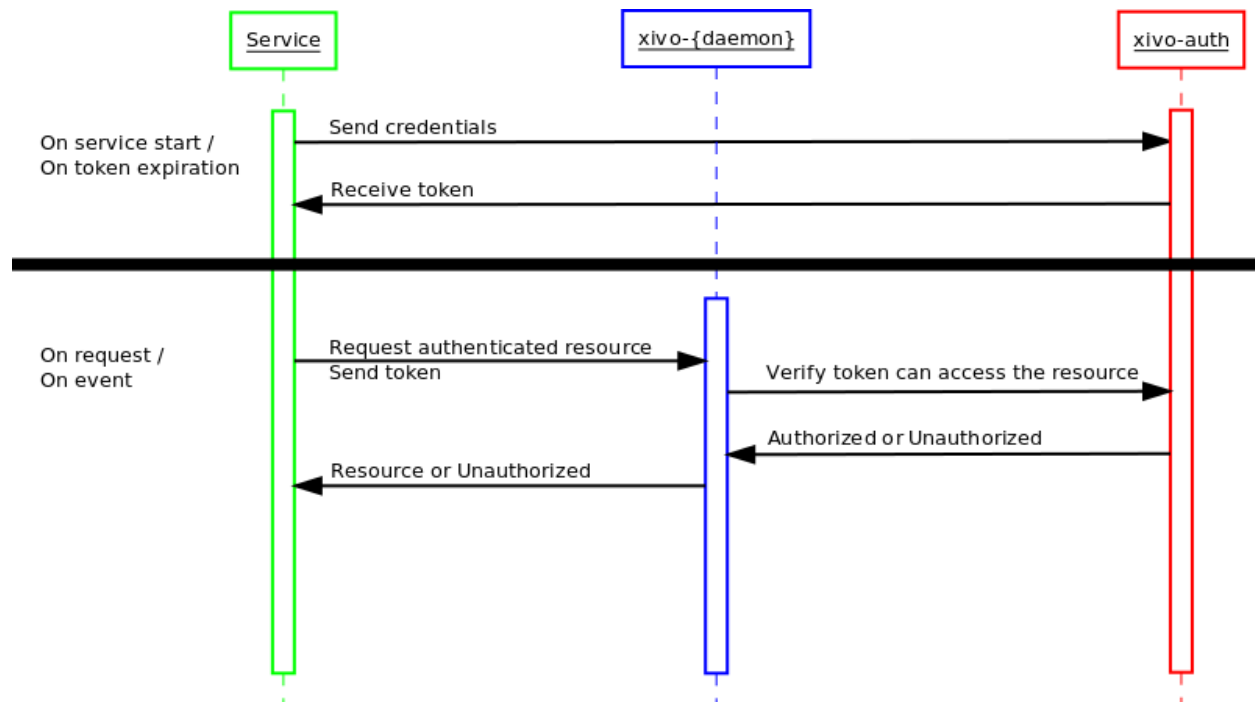 Service
xivo-{daemon}
xivo-auth
On service start /
On token expiration
Send credentials
Receive token
On request /
On event
Request authenticated resource
Send token
Verify token can access the resource
Authorized or Unauthorized
Resource or Unauthorized